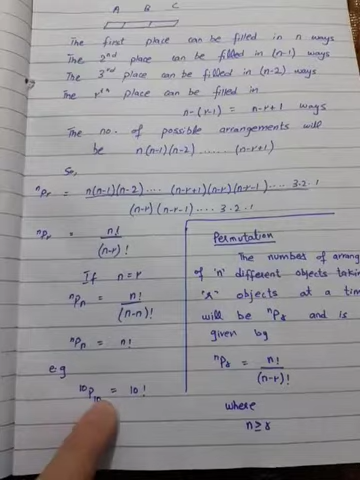 A B C
The first place can be filled in n ways
The 2nd place can be filled in (n-1) ways
The 3rd place can be filled in (n-2) ways
The rth place can be filled in
n-(r-1) = n-r+1 ways
The no. of possible arrangements will
be n(n-1)(n-2) ....... (n-r+1)
So,
ⁿPᵣ = n(n-1)(n-2) .... (n-r+1)(n-r)(n-r-1) .... 3·2·1
(n-r)(n-r-1) .... 3·2·1
ⁿPᵣ = n!
(n-r)!
If n=r
ⁿPₙ = n!
(n-n)!
ⁿPₙ = n!
e.g
¹⁰P₁₀ = 10!
Permutation
The numbers of arrang
of 'n' different objects takin
"r" objects at a tim
will be ⁿPᵣ and is
given by
ⁿPᵣ = n!
(n-r)!
where
n ≥ r